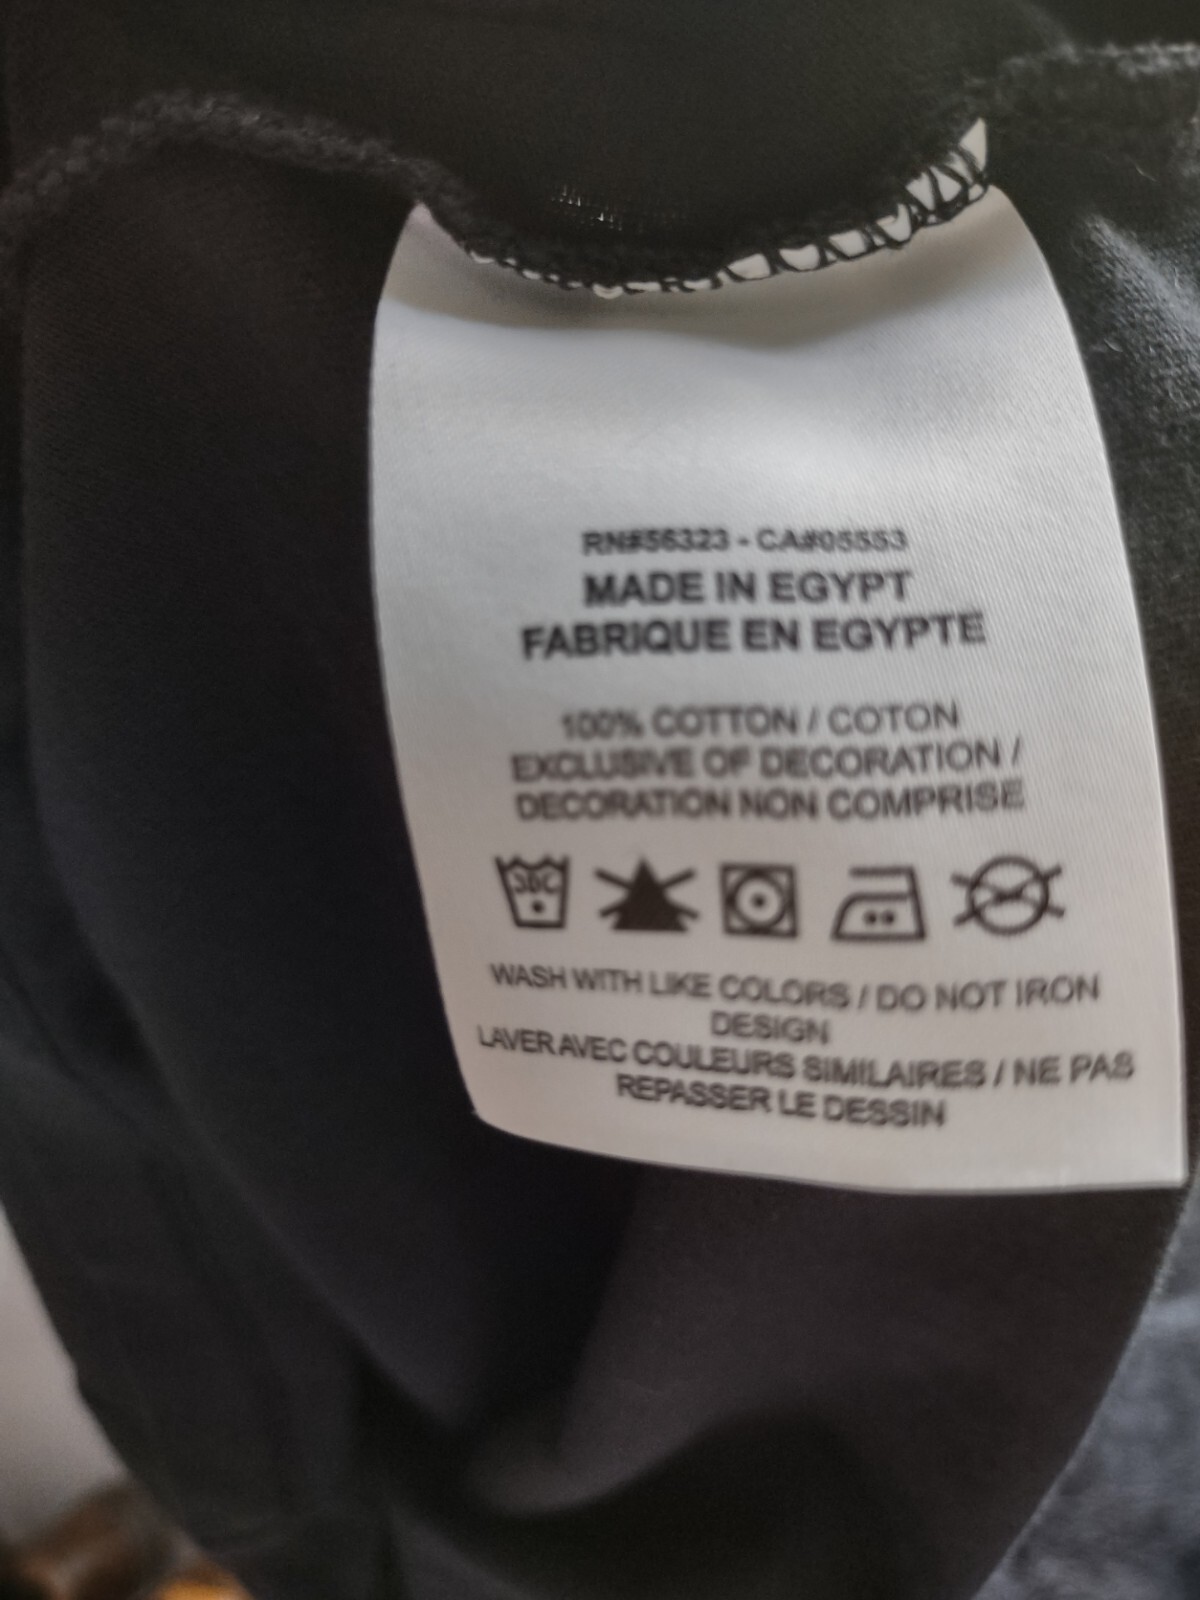 RN#56323 - CA#05553
MADE IN EGYPT
FABRIQUE EN EGYPTE
100% COTTON / COTON
EXCLUSIVE OF DECORATION /
DECORATION NON COMPRISE
30C
WASH WITH LIKE COLORS / DO NOT IRON
DESIGN
LAVER AVEC COULEURS SIMILAIRES / NE PAS
REPASSER LE DESSIN